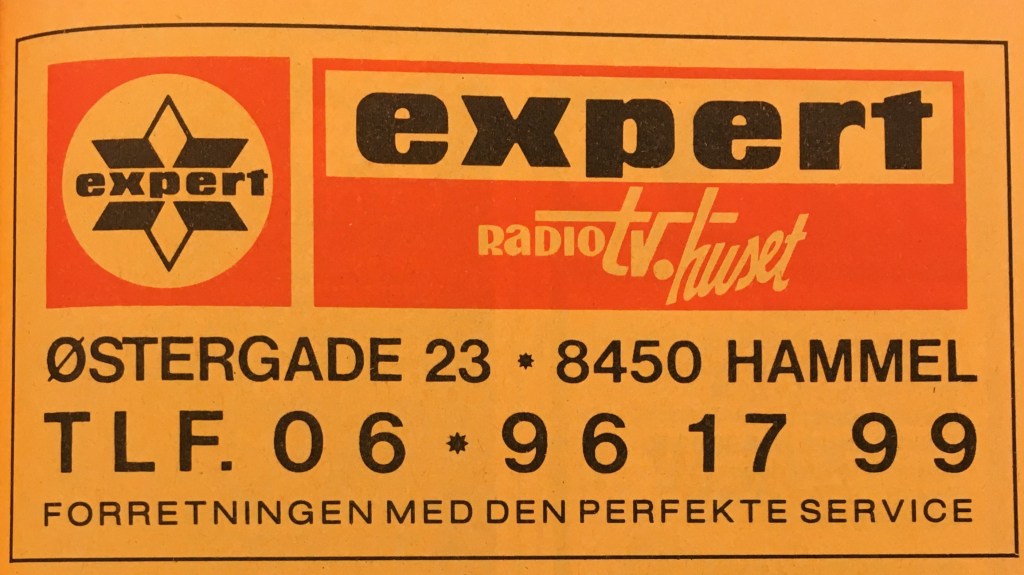 expert
expert
RADIO tv. huset
ØSTERGADE 23 * 8450 HAMMEL
TLF. 06 * 96 17 99
FORRETNINGEN MED DEN PERFEKTE SERVICE